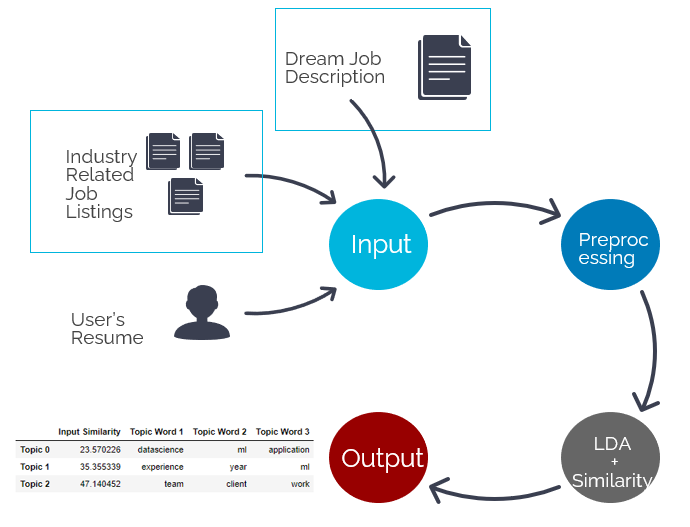 Dream Job
Description
Industry
Related
Job
Listings
Input
Preproc
essing
User's
Resume
LDA
+
Similarity
Output
Input Similarity Topic Word 1 Topic Word 2 Topic Word 3
Topic 0 23.570226 datascience ml application
Topic 1 35.355339 experience year ml
Topic 2 47.140452 team client work